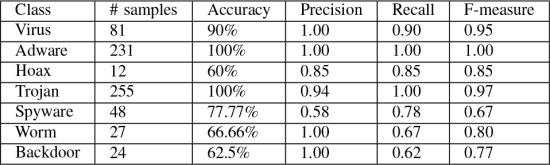 Class # samples Accuracy Precision Recall F-measure
Virus 81 90% 1.00 0.90 0.95
Adware 231 100% 1.00 1.00 1.00
Hoax 12 60% 0.85 0.85 0.85
Trojan 255 100% 0.94 1.00 0.97
Spyware 48 77.77% 0.58 0.78 0.67
Worm 27 66.66% 1.00 0.67 0.80
Backdoor 24 62.5% 1.00 0.62 0.77